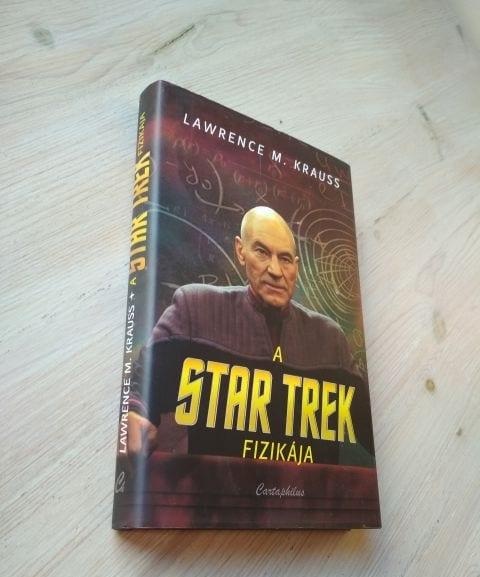 LAWRENCE M. KRAUSS
A
STAR TREK
FIZIKÁJA
Cartaphilus
LAWRENCE M. KRAUSS + A STAR TREK FIZIKÁJA